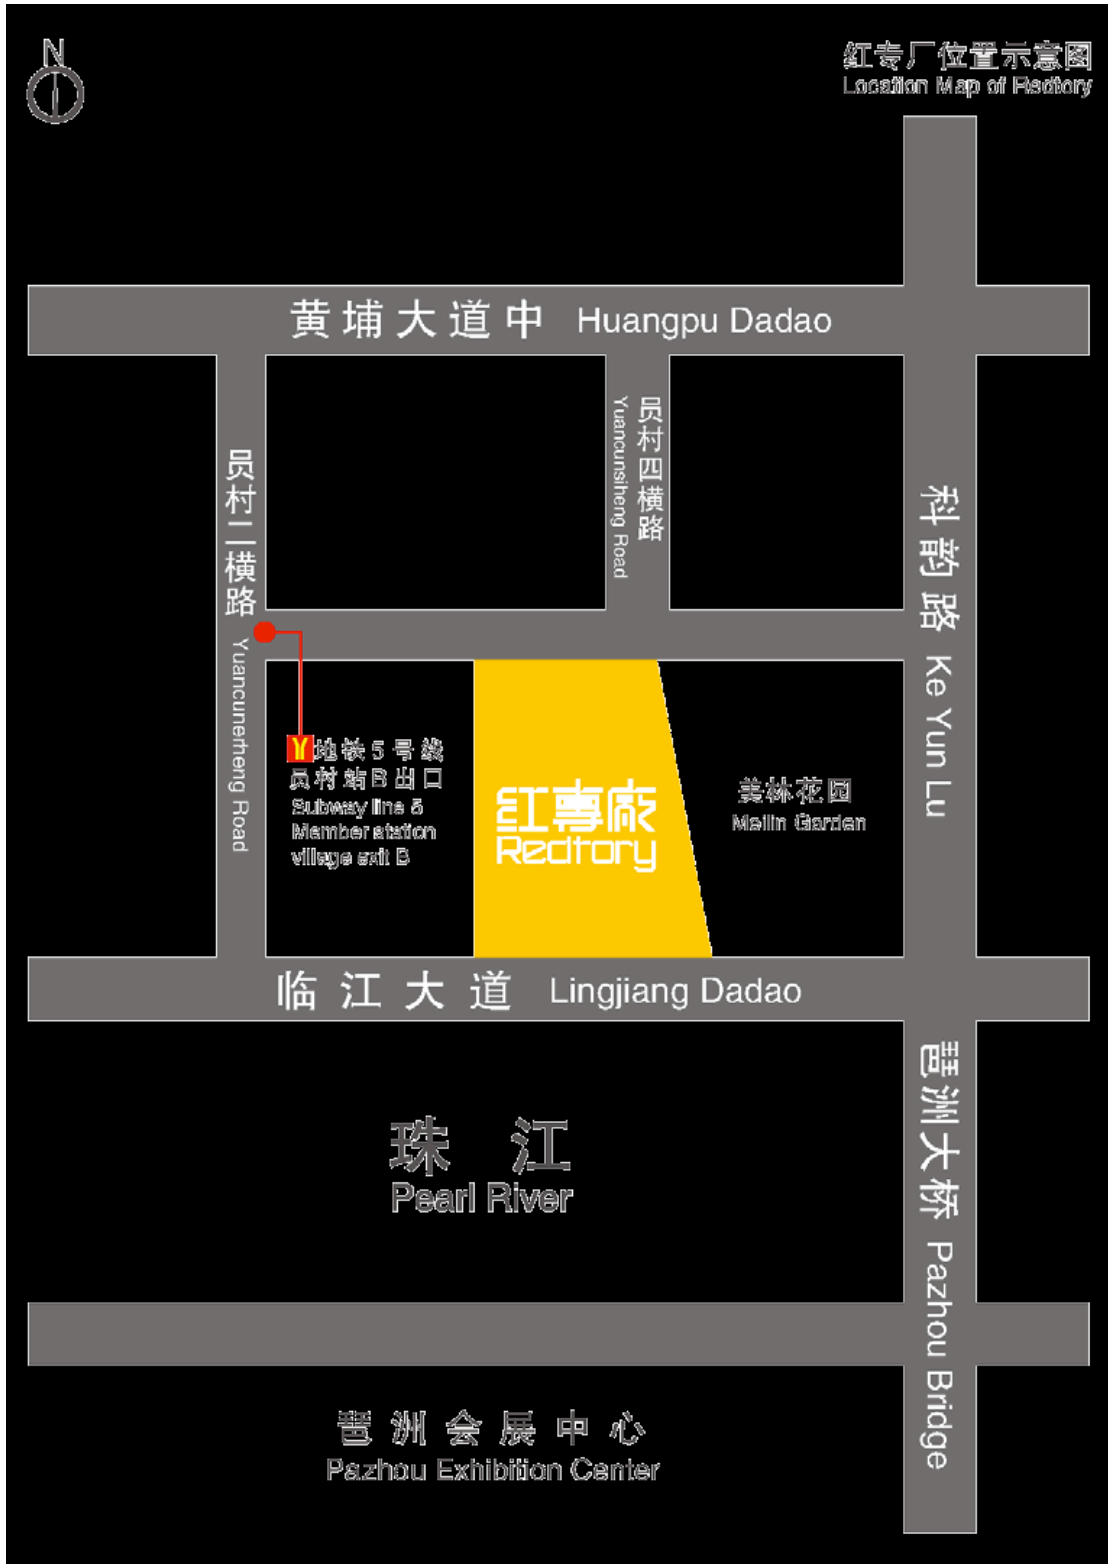 N
红专厂位置示意图
Location Map of Redtory
黄埔大道中 Huangpu Dadao
员村二横路 Yuancunerheng Road
员村四横路
Yuancunsiheng Road
科韵路 Ke Yun Lu
地铁5号线
员村站B出口
Subway line 5
Member station
village exit B
红專廠
Redtory
美林花园
Meilin Garden
临江大道 Lingjiang Dadao
珠江
Pearl River
琶洲大桥 Pazhou Bridge
琶洲会展中心
Pazhou Exhibition Center